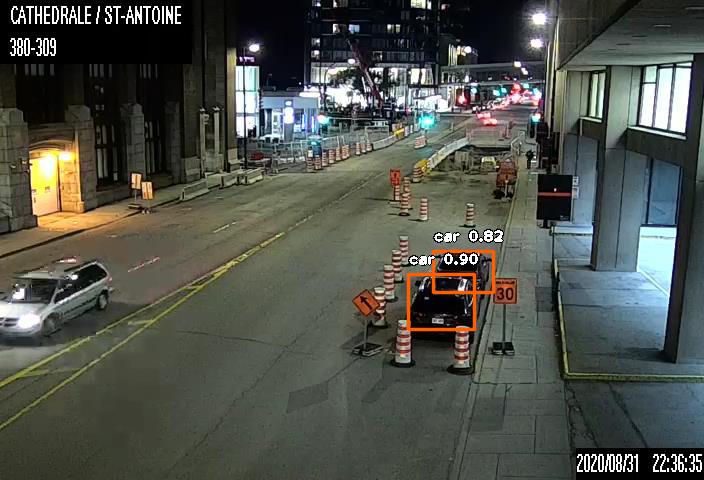 CATHEDRALE / ST-ANTOINE
380-309
car 0.82
car 0.90
30
2020/08/31 22:36:35